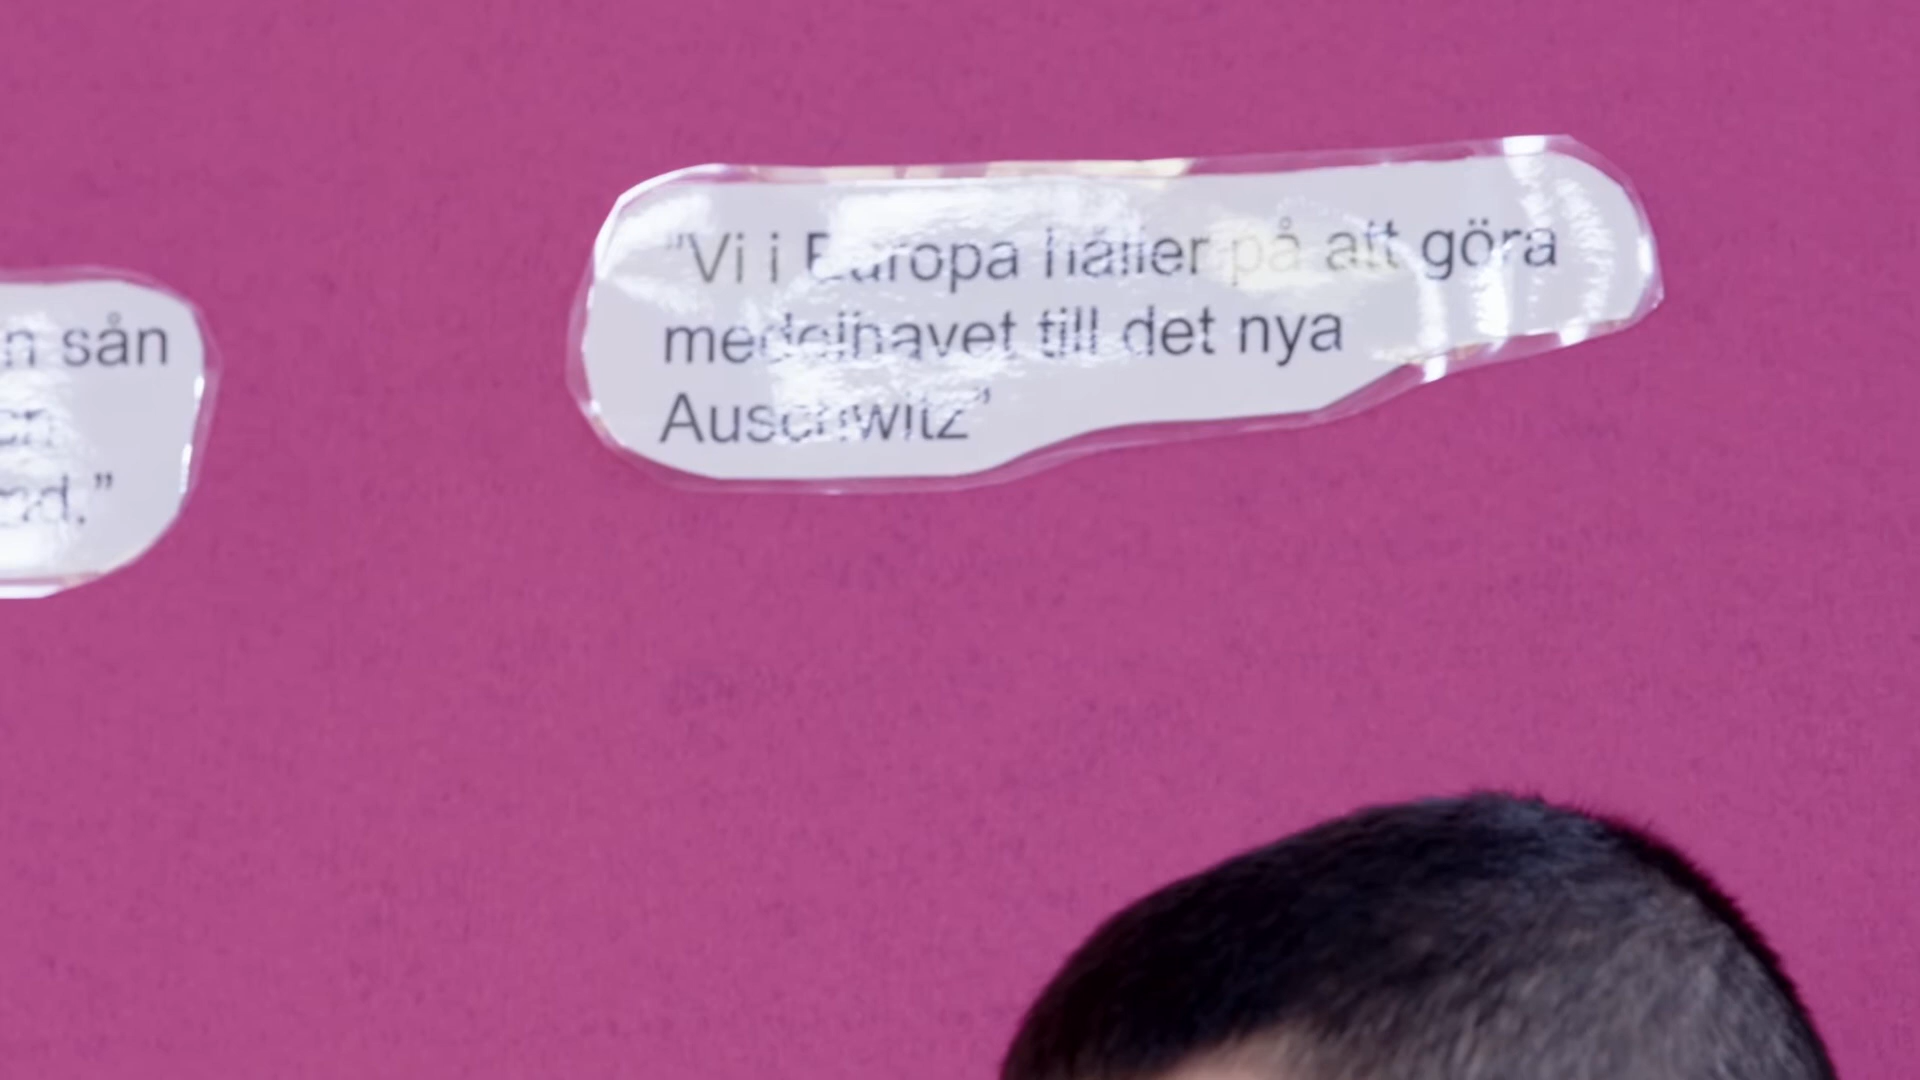 n sån
"Vi i Europa håller på att göra
medelhavet till det nya
Auschwitz"